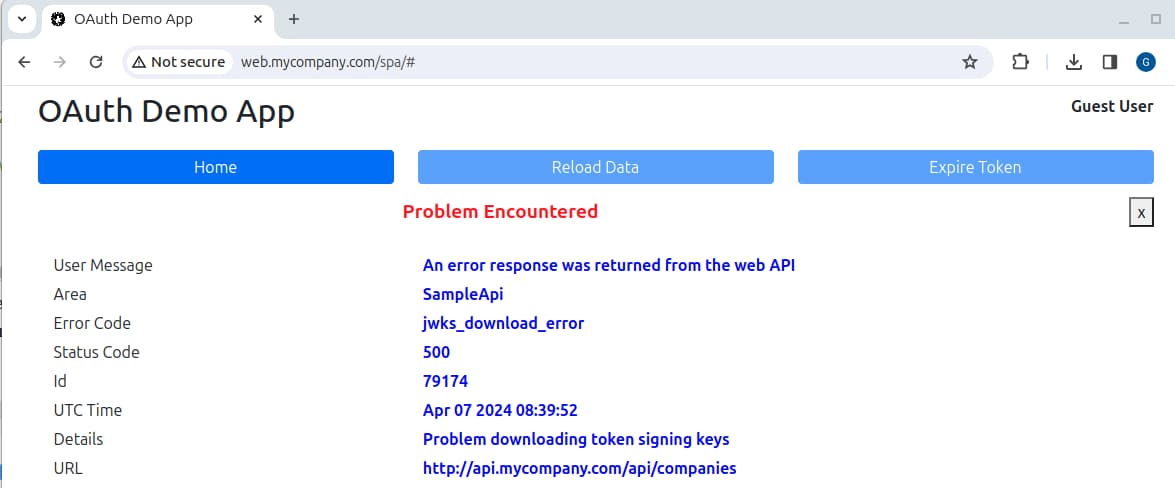 OAuth Demo App
Not secure web.mycompany.com/spa/# G
OAuth Demo App Guest User
Home Reload Data Expire Token
Problem Encountered x
User Message An error response was returned from the web API
Area SampleApi
Error Code jwks_download_error
Status Code 500
Id 79174
UTC Time Apr 07 2024 08:39:52
Details Problem downloading token signing keys
URL http://api.mycompany.com/api/companies